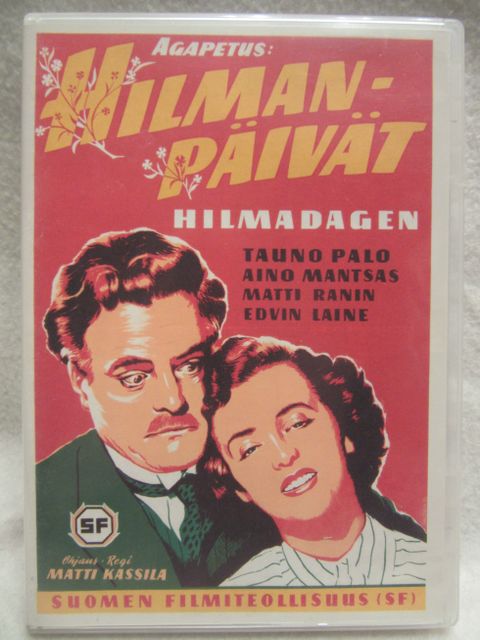 AGAPETUS:
HILMAN-
PÄIVÄT
HILMADAGEN
TAUNO PALO
AINO MANTSAS
MATTI RANIN
EDVIN LAINE
SF
Ohjaus - Regi
MATTI KASSILA
SUOMEN FILMITEOLLISUUS (SF)